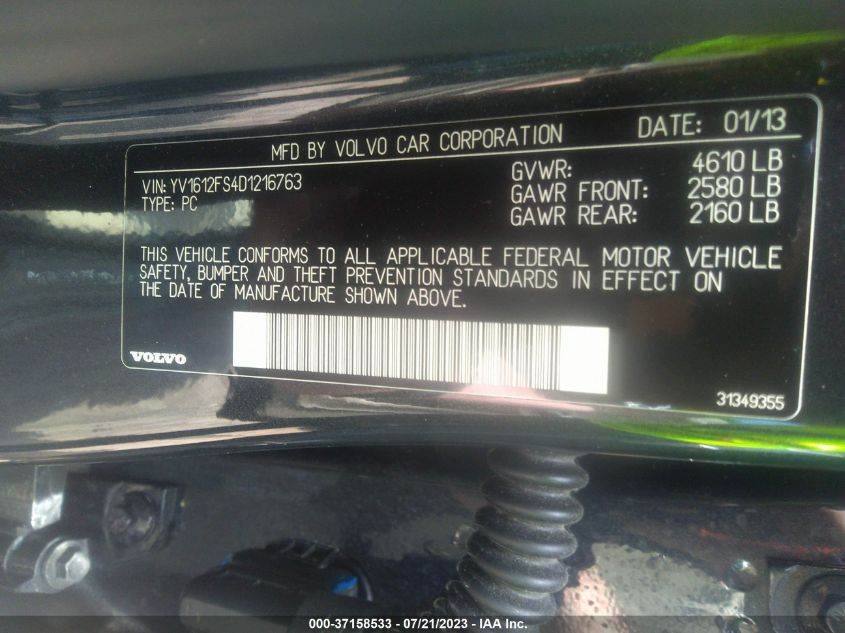 MFD BY VOLVO CAR CORPORATION DATE: 01/13
VIN: YV1612FS4D1216763
TYPE: PC
GVWR: 4610 LB
GAWR FRONT: 2580 LB
GAWR REAR: 2160 LB
THIS VEHICLE CONFORMS TO ALL APPLICABLE FEDERAL MOTOR VEHICLE
SAFETY, BUMPER AND THEFT PREVENTION STANDARDS IN EFFECT ON
THE DATE OF MANUFACTURE SHOWN ABOVE.
VOLVO
31349355
000-37158533 - 07/21/2023 - IAA Inc.